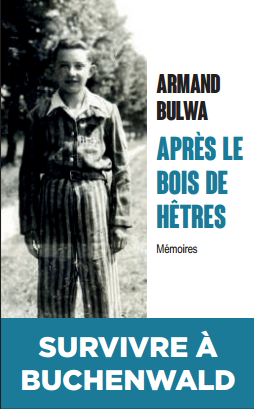 ARMAND
BULWA
APRÈS LE
BOIS DE
HÊTRES
Mémoires
SURVIVRE À
BUCHENWALD